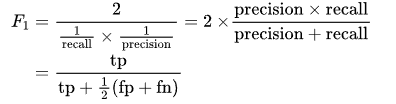 F₁ = 2 / (1/recall × 1/precision) = 2 × (precision × recall) / (precision + recall)
= tp / (tp + ½(fp + fn))